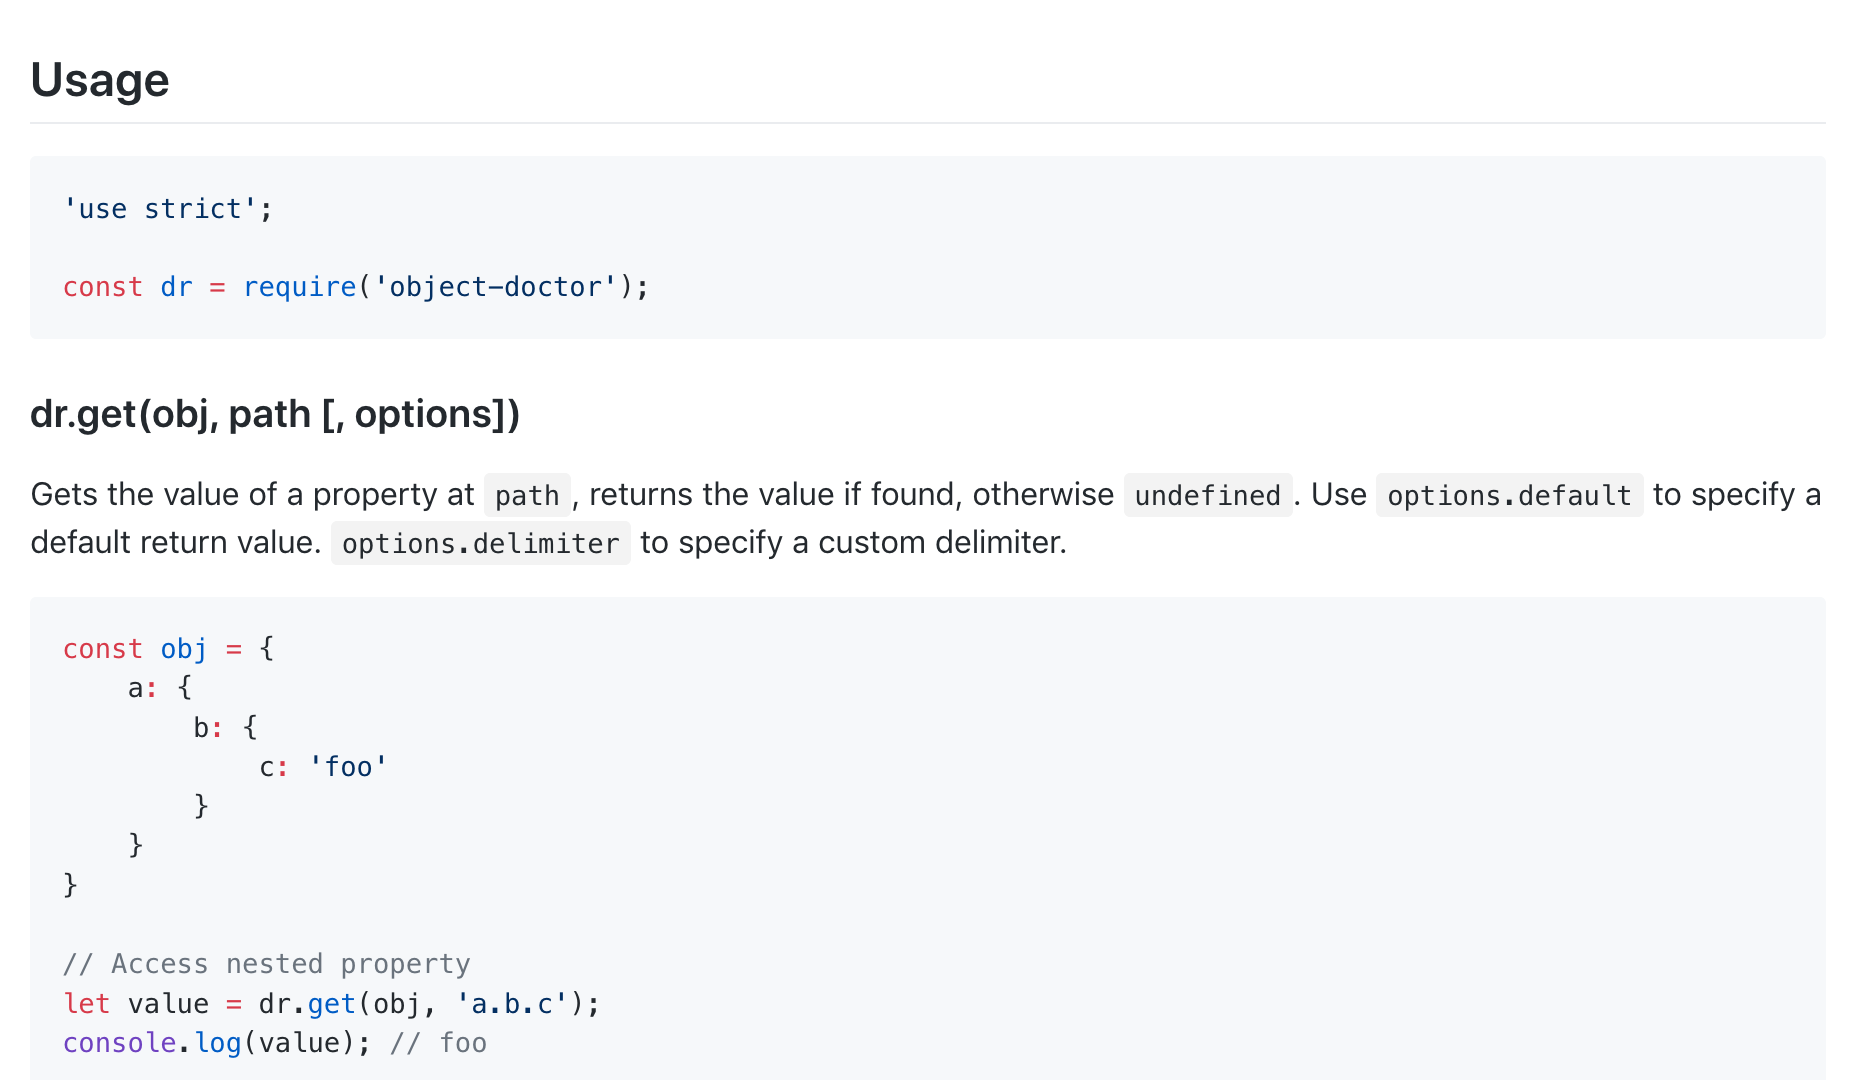 Usage
'use strict';
const dr = require('object-doctor');
dr.get(obj, path [, options])
Gets the value of a property at path, returns the value if found, otherwise undefined. Use options.default to specify a
default return value. options.delimiter to specify a custom delimiter.
const obj = {
    a: {
        b: {
            c: 'foo'
        }
    }
}
// Access nested property
let value = dr.get(obj, 'a.b.c');
console.log(value); // foo